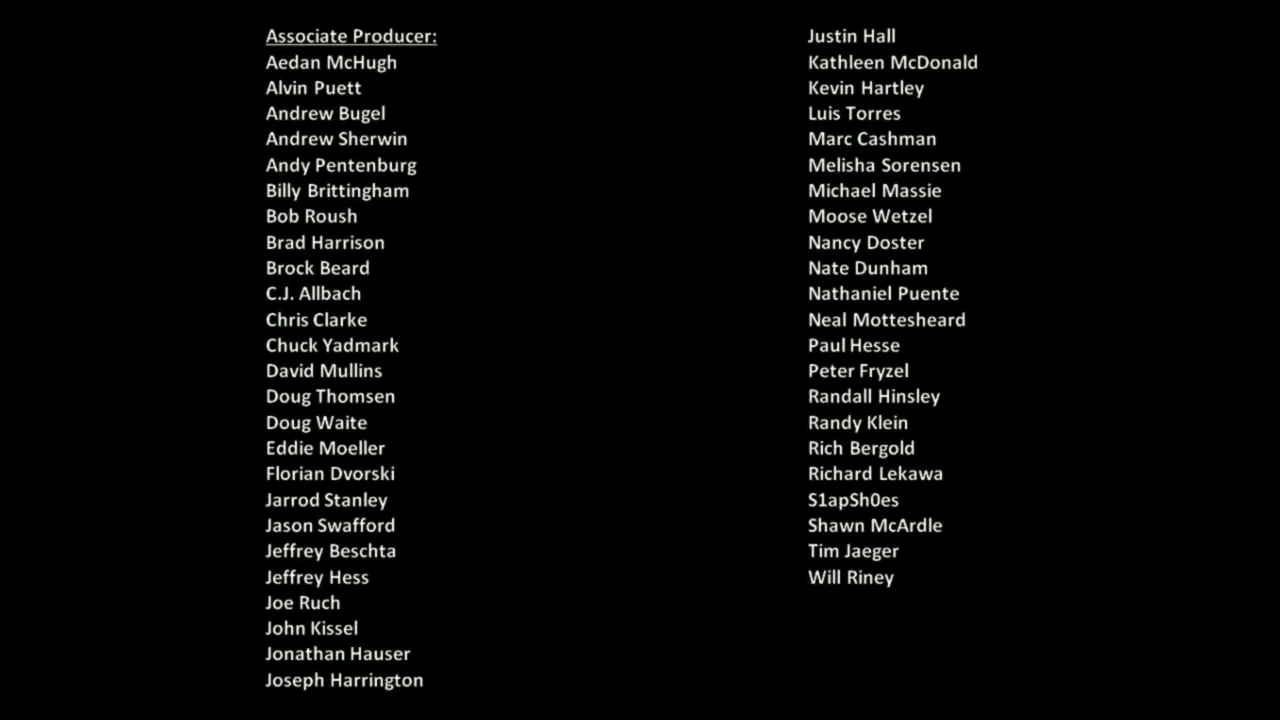 Associate Producer:
Aedan McHugh
Alvin Puett
Andrew Bugel
Andrew Sherwin
Andy Pentenburg
Billy Brittingham
Bob Roush
Brad Harrison
Brock Beard
C.J. Allbach
Chris Clarke
Chuck Yadmark
David Mullins
Doug Thomsen
Doug Waite
Eddie Moeller
Florian Dvorski
Jarrod Stanley
Jason Swafford
Jeffrey Beschta
Jeffrey Hess
Joe Ruch
John Kissel
Jonathan Hauser
Joseph Harrington
Justin Hall
Kathleen McDonald
Kevin Hartley
Luis Torres
Marc Cashman
Melisha Sorensen
Michael Massie
Moose Wetzel
Nancy Doster
Nate Dunham
Nathaniel Puente
Neal Mottesheard
Paul Hesse
Peter Fryzel
Randall Hinsley
Randy Klein
Rich Bergold
Richard Lekawa
S1apSh0es
Shawn McArdle
Tim Jaeger
Will Riney